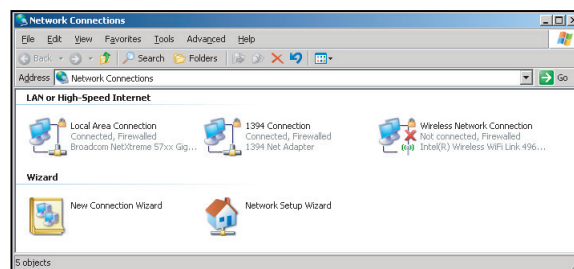 Network Connections
File Edit View Favorites Tools Advanced Help
Back Search Folders
Address Network Connections Go
LAN or High-Speed Internet
Local Area Connection
Connected, Firewalled
Broadcom NetXtreme 57xx Gig...
1394 Connection
Connected, Firewalled
1394 Net Adapter
Wireless Network Connection
Not connected, Firewalled
Intel(R) Wireless WiFi Link 496...
Wizard
New Connection Wizard
Network Setup Wizard
5 objects